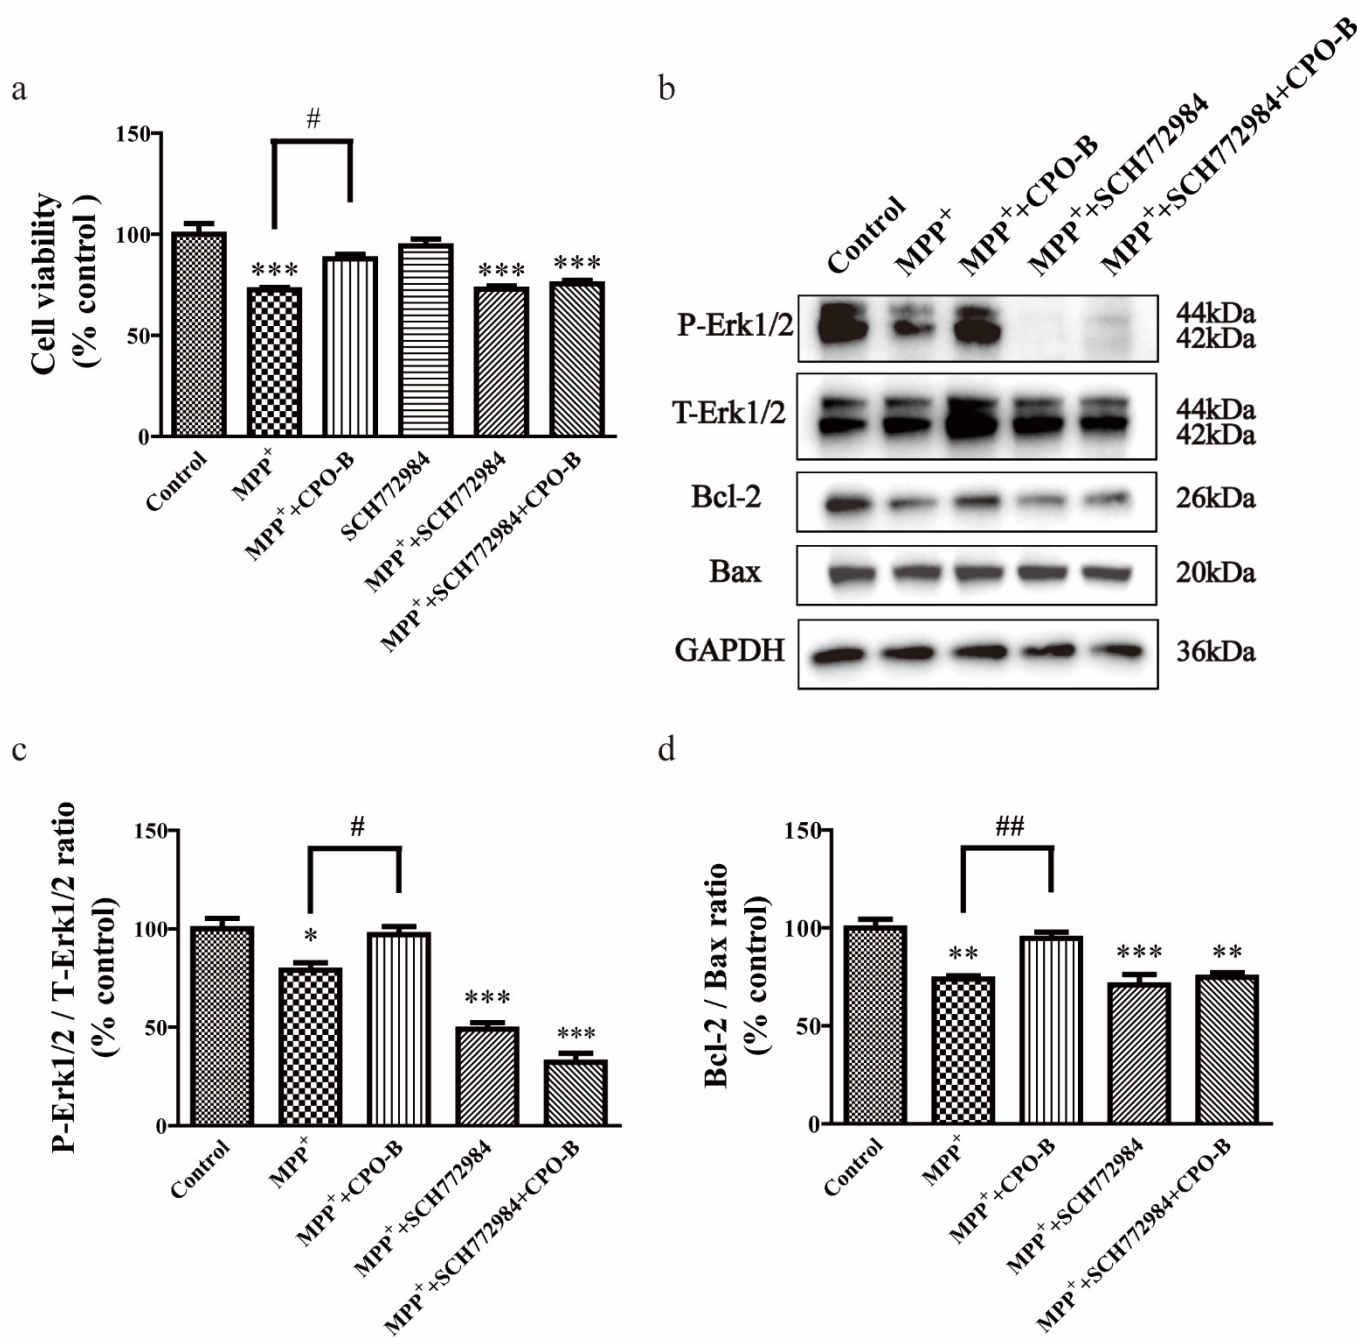 a
#
150
100
50
0
Cell viability
(% control )
***
***
***
Control
MPP⁺
MPP⁺+CPO-B
SCH772984
MPP⁺+SCH772984
MPP⁺+SCH772984+CPO-B
b
Control
MPP⁺
MPP⁺+CPO-B
MPP⁺+SCH772984
MPP⁺+SCH772984+CPO-B
P-Erk1/2
44kDa
42kDa
T-Erk1/2
44kDa
42kDa
Bcl-2
26kDa
Bax
20kDa
GAPDH
36kDa
c
#
150
100
50
0
P-Erk1/2 / T-Erk1/2 ratio
(% control)
*
***
***
Control
MPP⁺
MPP⁺+CPO-B
MPP⁺+SCH772984
MPP⁺+SCH772984+CPO-B
d
##
150
100
50
0
Bcl-2 / Bax ratio
(% control)
**
***
**
Control
MPP⁺
MPP⁺+CPO-B
MPP⁺+SCH772984
MPP⁺+SCH772984+CPO-B